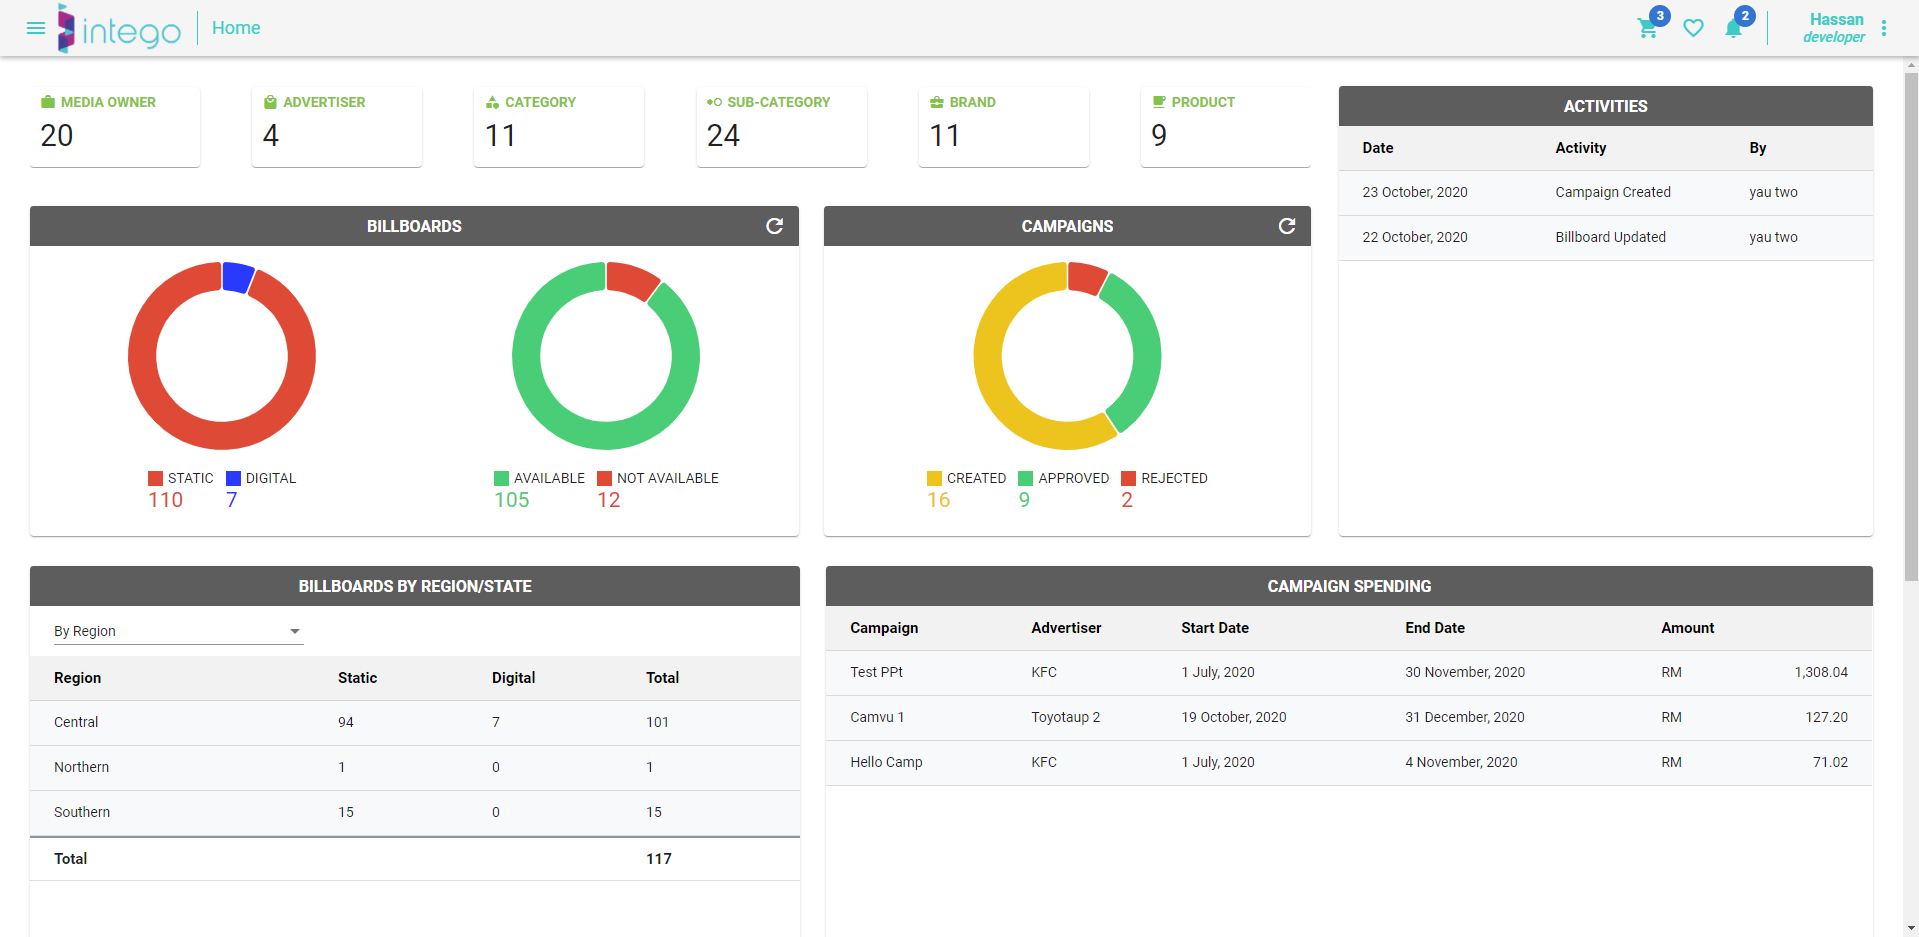 intego
Home
3
2
Hassan
developer
MEDIA OWNER
20
ADVERTISER
4
CATEGORY
11
SUB-CATEGORY
24
BRAND
11
PRODUCT
9
ACTIVITIES
Date Activity By
23 October, 2020 Campaign Created yau two
22 October, 2020 Billboard Updated yau two
BILLBOARDS
STATIC DIGITAL
110 7
AVAILABLE NOT AVAILABLE
105 12
CAMPAIGNS
CREATED APPROVED REJECTED
16 9 2
BILLBOARDS BY REGION/STATE
By Region
Region Static Digital Total
Central 94 7 101
Northern 1 0 1
Southern 15 0 15
Total 117
CAMPAIGN SPENDING
Campaign Advertiser Start Date End Date Amount
Test PPt KFC 1 July, 2020 30 November, 2020 RM 1,308.04
Camvu 1 Toyotaup 2 19 October, 2020 31 December, 2020 RM 127.20
Hello Camp KFC 1 July, 2020 4 November, 2020 RM 71.02